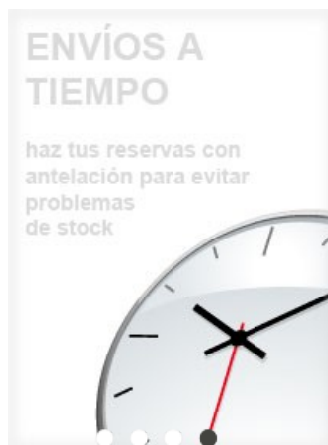 ENVÍOS A
TIEMPO
haz tus reservas con
antelación para evitar
problemas
de stock